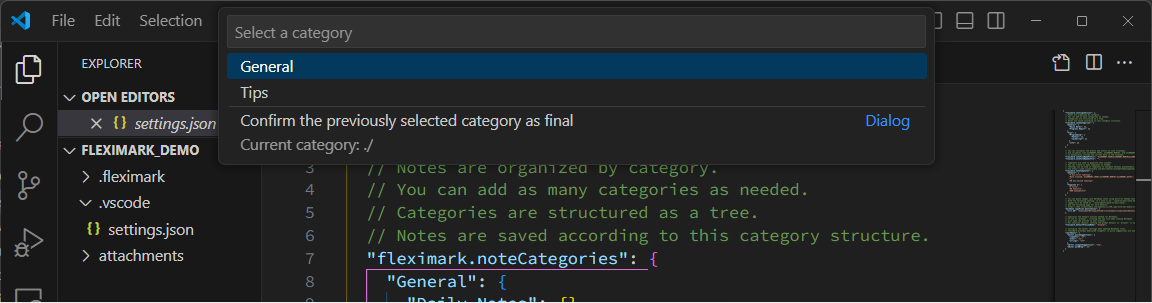 File Edit Selection
Select a category
General
Tips
Confirm the previously selected category as final Dialog
Current category: ./
EXPLORER
OPEN EDITORS
settings.json
FLEXIMARK_DEMO
.fleximark
.vscode
settings.json
attachments
3 // Notes are organized by category.
4 // You can add as many categories as needed.
5 // Categories are structured as a tree.
6 // Notes are saved according to this category structure.
7 "fleximark.noteCategories": {
8 "General": {
9 "Daily Notes": [],